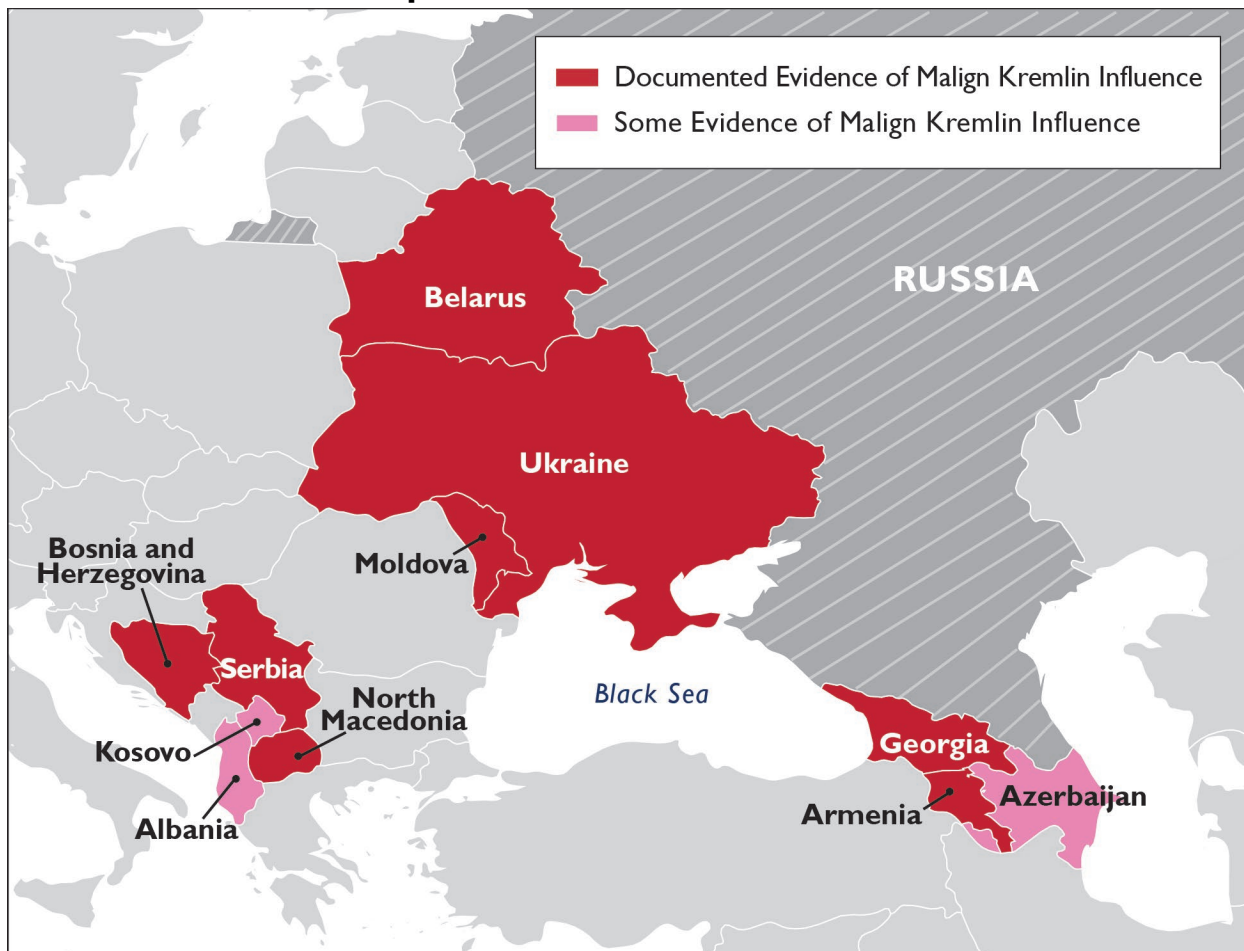 Documented Evidence of Malign Kremlin Influence
Some Evidence of Malign Kremlin Influence
RUSSIA
Belarus
Ukraine
Moldova
Bosnia and
Herzegovina
Serbia
North
Macedonia
Kosovo
Albania
Black Sea
Georgia
Armenia
Azerbaijan